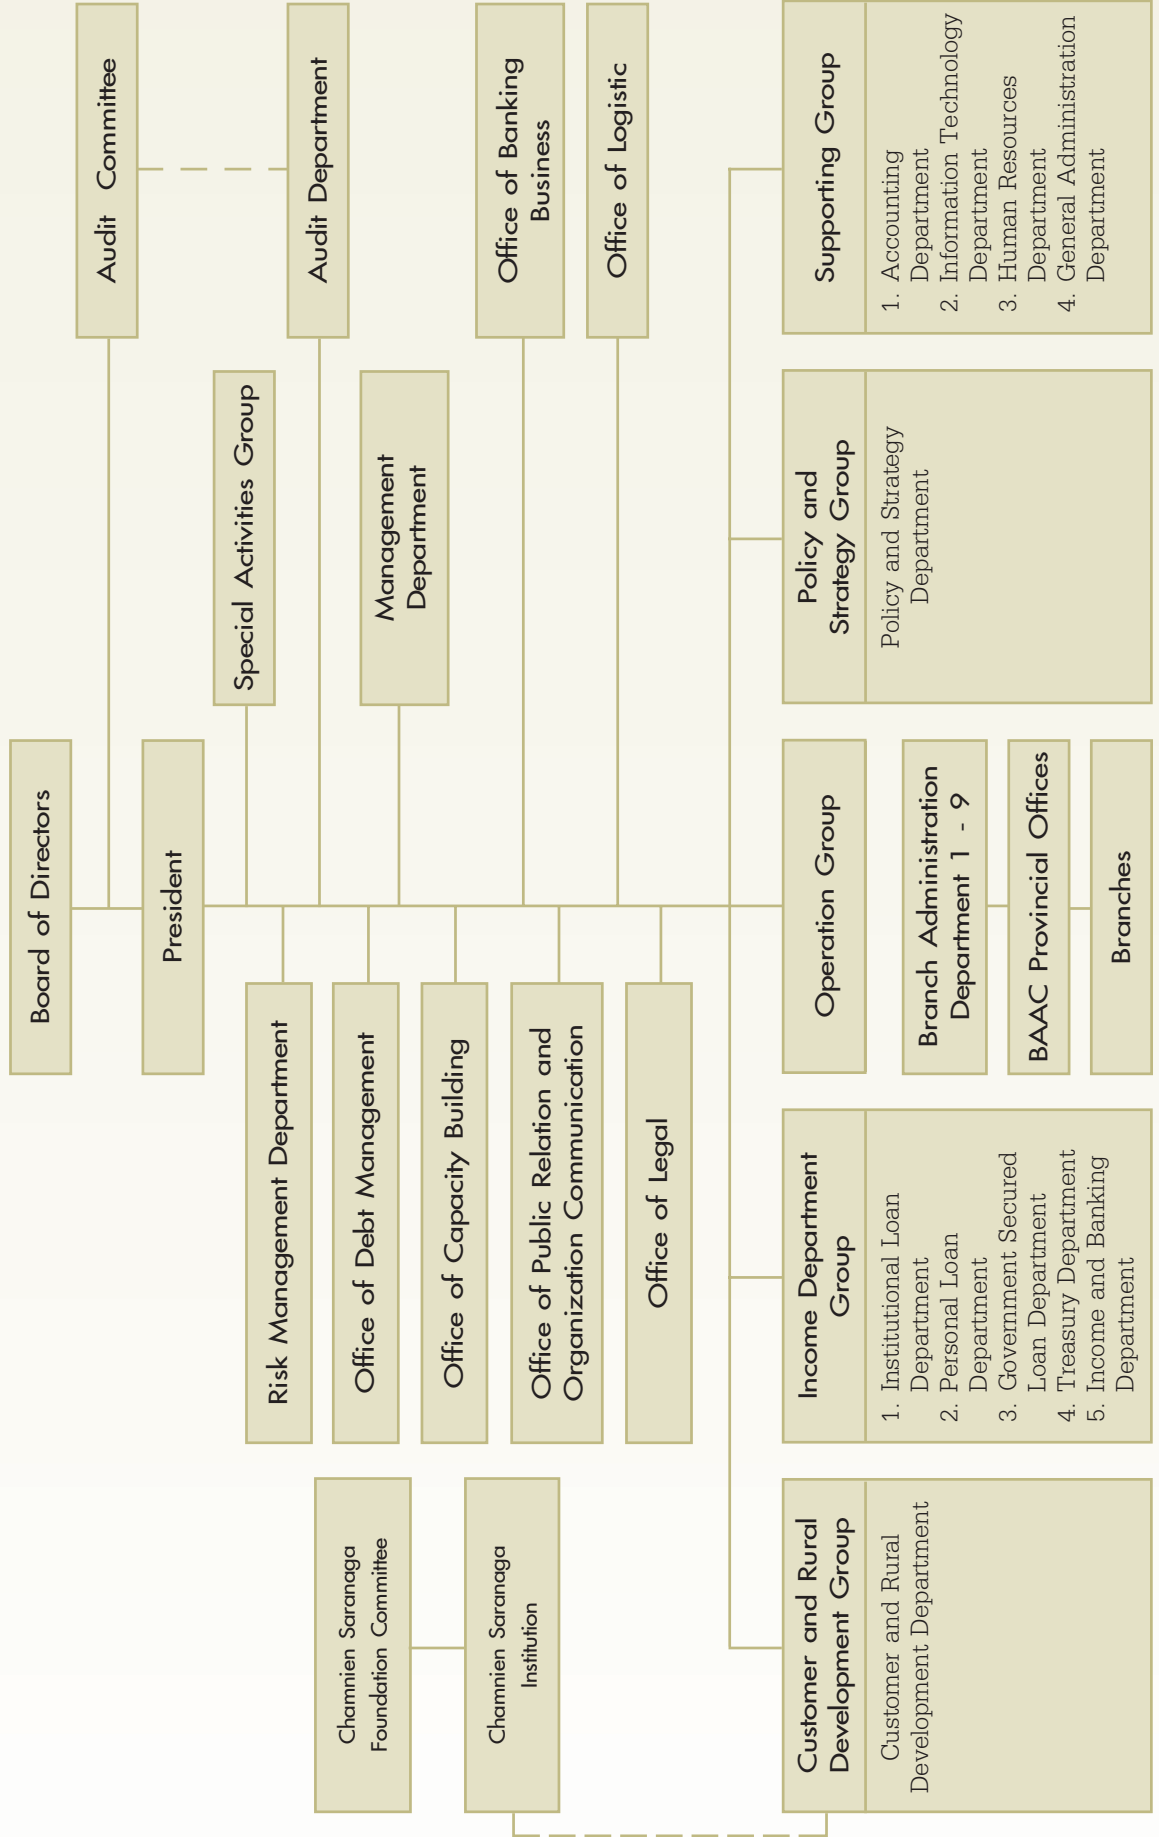 Board of Directors
Audit Committee
President
Special Activities Group
Risk Management Department
Audit Department
Chamnien Saranaga
Foundation Committee
Office of Debt Management
Management
Department
Office of Capacity Building
Chamnien Saranaga
Institution
Office of Banking
Business
Office of Public Relation and
Organization Communication
Office of Logistic
Office of Legal
Customer and Rural
Development Group
Customer and Rural
Development Department
Income Department
Group
1. Institutional Loan
Department
2. Personal Loan
Department
3. Government Secured
Loan Department
4. Treasury Department
5. Income and Banking
Department
Operation Group
Branch Administration
Department 1 - 9
BAAC Provincial Offices
Branches
Policy and
Strategy Group
Policy and Strategy
Department
Supporting Group
1. Accounting
Department
2. Information Technology
Department
3. Human Resources
Department
4. General Administration
Department